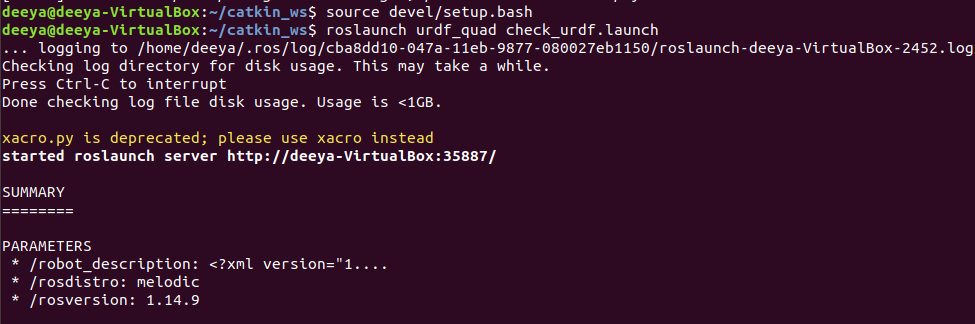 deeya@deeya-VirtualBox:~/catkin_ws$ source devel/setup.bash
deeya@deeya-VirtualBox:~/catkin_ws$ roslaunch urdf_quad check_urdf.launch
... logging to /home/deeya/.ros/log/cba8dd10-047a-11eb-9877-080027eb1150/roslaunch-deeya-VirtualBox-2452.log
Checking log directory for disk usage. This may take a while.
Press Ctrl-C to interrupt
Done checking log file disk usage. Usage is <1GB.
xacro.py is deprecated; please use xacro instead
started roslaunch server http://deeya-VirtualBox:35887/
SUMMARY
========
PARAMETERS
* /robot_description: <?xml version="1....
* /rosdistro: melodic
* /rosversion: 1.14.9